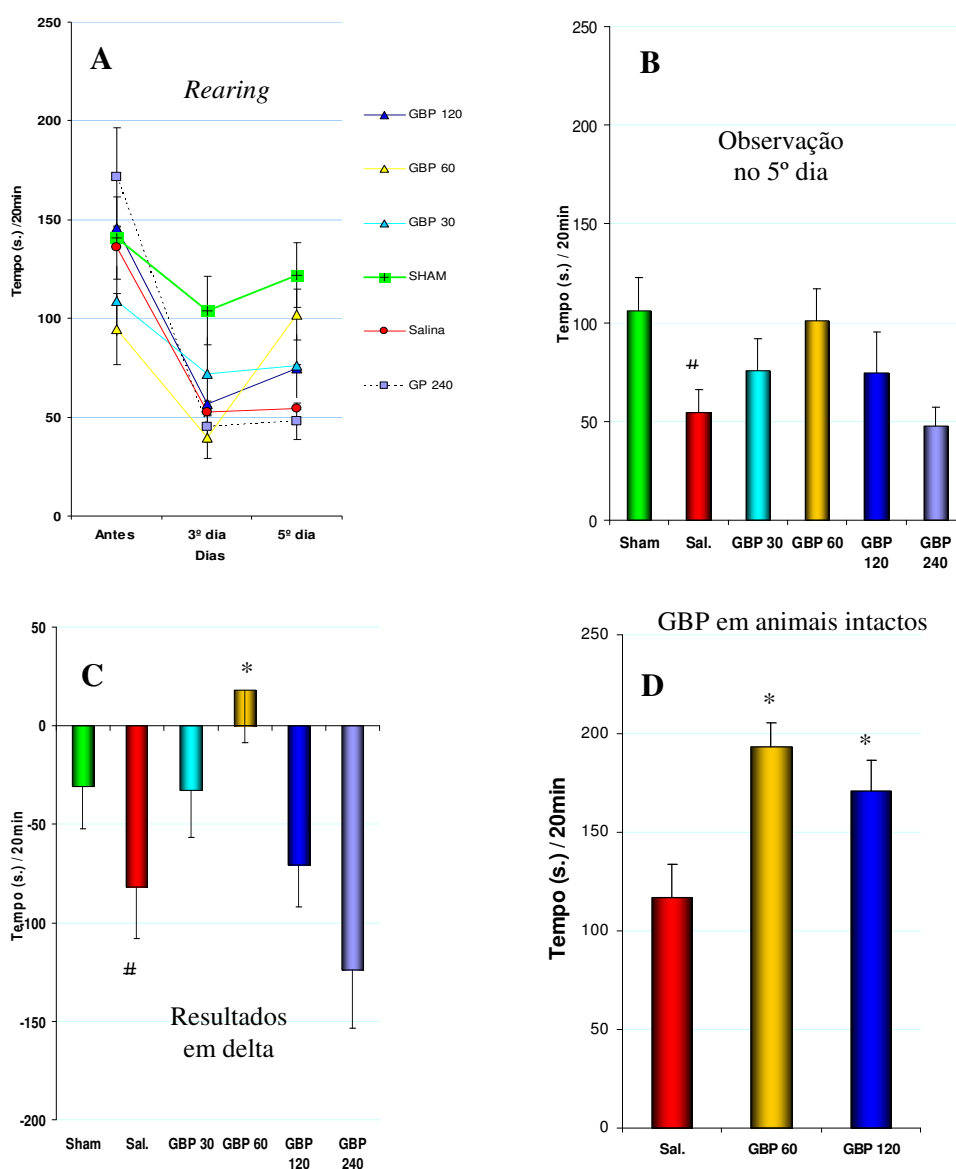 A
Rearing
250
200
150
100
50
0
Tempo (s.) /20min
Antes
3º dia
5º dia
Dias
GBP 120
GBP 60
GBP 30
SHAM
Salina
GP 240
B
Observação
no 5º dia
250
200
150
100
50
0
Tempo (s.) / 20min
#
Sham
Sal.
GBP 30
GBP 60
GBP
120
GBP
240
C
50
0
-50
-100
-150
-200
Tempo (s.) / 20min
*
#
Resultados
em delta
Sham
Sal.
GBP 30
GBP 60
GBP
120
GBP
240
GBP em animais intactos
D
250
200
150
100
50
0
Tempo (s.) / 20min
*
*
Sal.
GBP 60
GBP 120